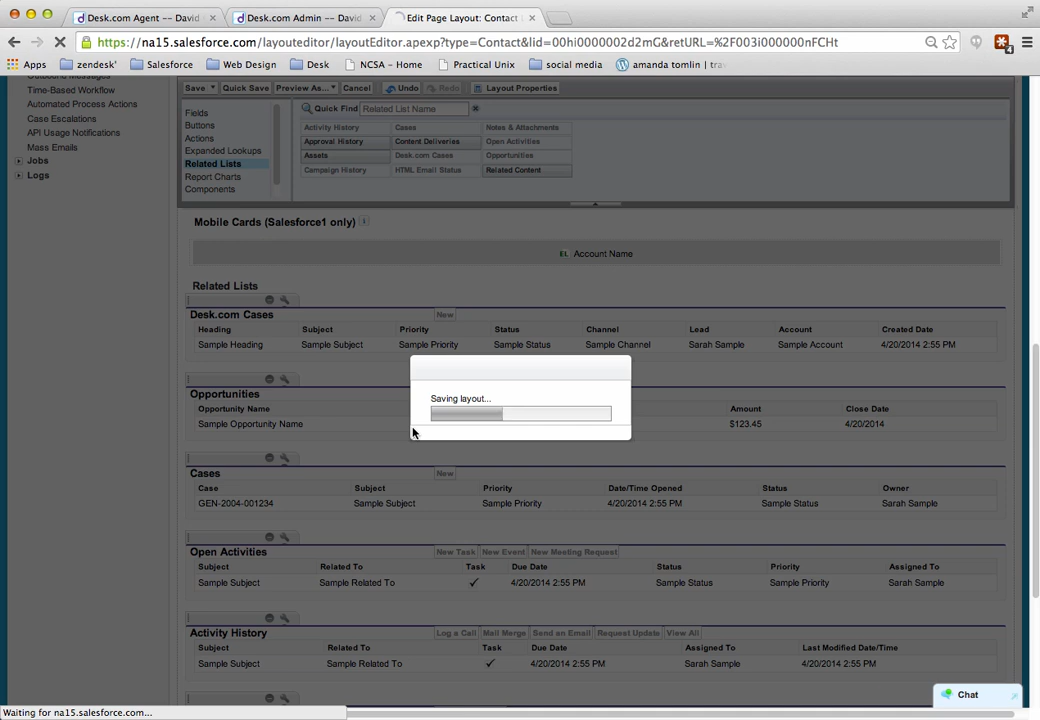 Desk.com Agent -- David
Desk.com Admin -- David
Edit Page Layout: Contact
https://na15.salesforce.com/layouteditor/layoutEditor.apexp?type=Contact&lid=00hi0000002d2mG&retURL=%2F003i000000nFCHt
4
Apps zendesk' Salesforce Web Design Desk NCSA – Home Practical Unix social media amanda tomlin | tra
Outbound Messages
Time-Based Workflow
Automated Process Actions
Case Escalations
API Usage Notifications
Mass Emails
Jobs
Logs
Save Quick Save Preview As... Cancel Undo Redo Layout Properties
Fields
Buttons
Actions
Expanded Lookups
Related Lists
Report Charts
Components
Quick Find Related List Name
Activity History Cases Notes & Attachments
Approval History Content Deliveries Open Activities
Assets Desk.com Cases Opportunities
Campaign History HTML Email Status Related Content
Mobile Cards (Salesforce1 only) i
Account Name
Related Lists
Desk.com Cases New
Heading Subject Priority Status Channel Lead Account Created Date
Sample Heading Sample Subject Sample Priority Sample Status Sample Channel Sarah Sample Sample Account 4/20/2014 2:55 PM
Saving layout...
Opportunities
Opportunity Name Amount Close Date
Sample Opportunity Name $123.45 4/20/2014
Cases New
Case Subject Priority Date/Time Opened Status Owner
GEN-2004-001234 Sample Subject Sample Priority 4/20/2014 2:55 PM Sample Status Sarah Sample
Open Activities New Task New Event New Meeting Request
Subject Related To Task Due Date Status Priority Assigned To
Sample Subject Sample Related To ✓ 4/20/2014 2:55 PM Sample Status Sample Priority Sarah Sample
Activity History Log a Call Mail Merge Send an Email Request Update View All
Subject Related To Task Due Date Assigned To Last Modified Date/Time
Sample Subject Sample Related To ✓ 4/20/2014 2:55 PM Sarah Sample 4/20/2014 2:55 PM
Chat
Waiting for na15.salesforce.com...